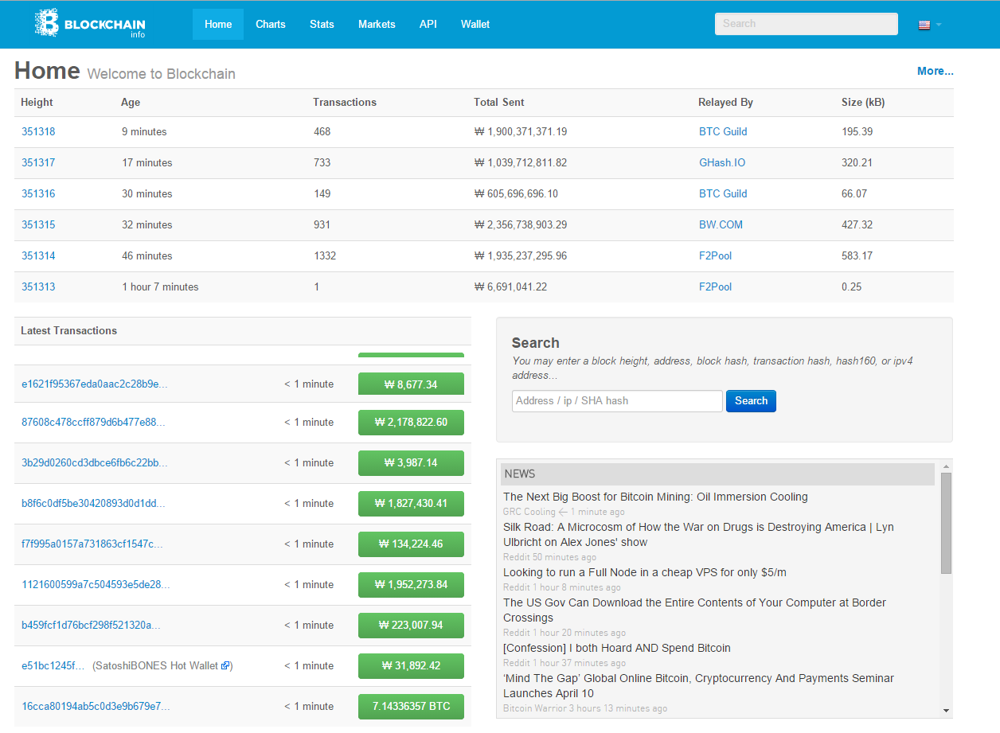 BLOCKCHAIN
info
Home Charts Stats Markets API Wallet Search
Home Welcome to Blockchain More...
Height Age Transactions Total Sent Relayed By Size (kB)
351318 9 minutes 468 ₩ 1,900,371,371.19 BTC Guild 195.39
351317 17 minutes 733 ₩ 1,039,712,811.82 GHash.IO 320.21
351316 30 minutes 149 ₩ 605,696,696.10 BTC Guild 66.07
351315 32 minutes 931 ₩ 2,356,738,903.29 BW.COM 427.32
351314 46 minutes 1332 ₩ 1,935,237,295.96 F2Pool 583.17
351313 1 hour 7 minutes 1 ₩ 6,691,041.22 F2Pool 0.25
Latest Transactions
e1621f95367eda0aac2c28b9e... < 1 minute ₩ 8,677.34
87608c478ccff879d6b477e88... < 1 minute ₩ 2,178,822.60
3b29d0260cd3dbce6fb6c22bb... < 1 minute ₩ 3,987.14
b8f6c0df5be30420893d0d1dd... < 1 minute ₩ 1,827,430.41
f7f995a0157a731863cf1547c... < 1 minute ₩ 134,224.46
1121600599a7c504593e5de28... < 1 minute ₩ 1,952,273.84
b459fcf1d76bcf298f521320a... < 1 minute ₩ 223,007.94
e51bc1245f... (SatoshiBONES Hot Wallet) < 1 minute ₩ 31,892.42
16cca80194ab5c0d3e9b679e7... < 1 minute 7.14336357 BTC
Search
You may enter a block height, address, block hash, transaction hash, hash160, or ipv4
address...
Address / ip / SHA hash Search
NEWS
The Next Big Boost for Bitcoin Mining: Oil Immersion Cooling
GRC Cooling ← 1 minute ago
Silk Road: A Microcosm of How the War on Drugs is Destroying America | Lyn
Ulbricht on Alex Jones' show
Reddit 50 minutes ago
Looking to run a Full Node in a cheap VPS for only $5/m
Reddit 1 hour 8 minutes ago
The US Gov Can Download the Entire Contents of Your Computer at Border
Crossings
Reddit 1 hour 20 minutes ago
[Confession] I both Hoard AND Spend Bitcoin
Reddit 1 hour 37 minutes ago
‘Mind The Gap’ Global Online Bitcoin, Cryptocurrency And Payments Seminar
Launches April 10
Bitcoin Warrior 3 hours 13 minutes ago